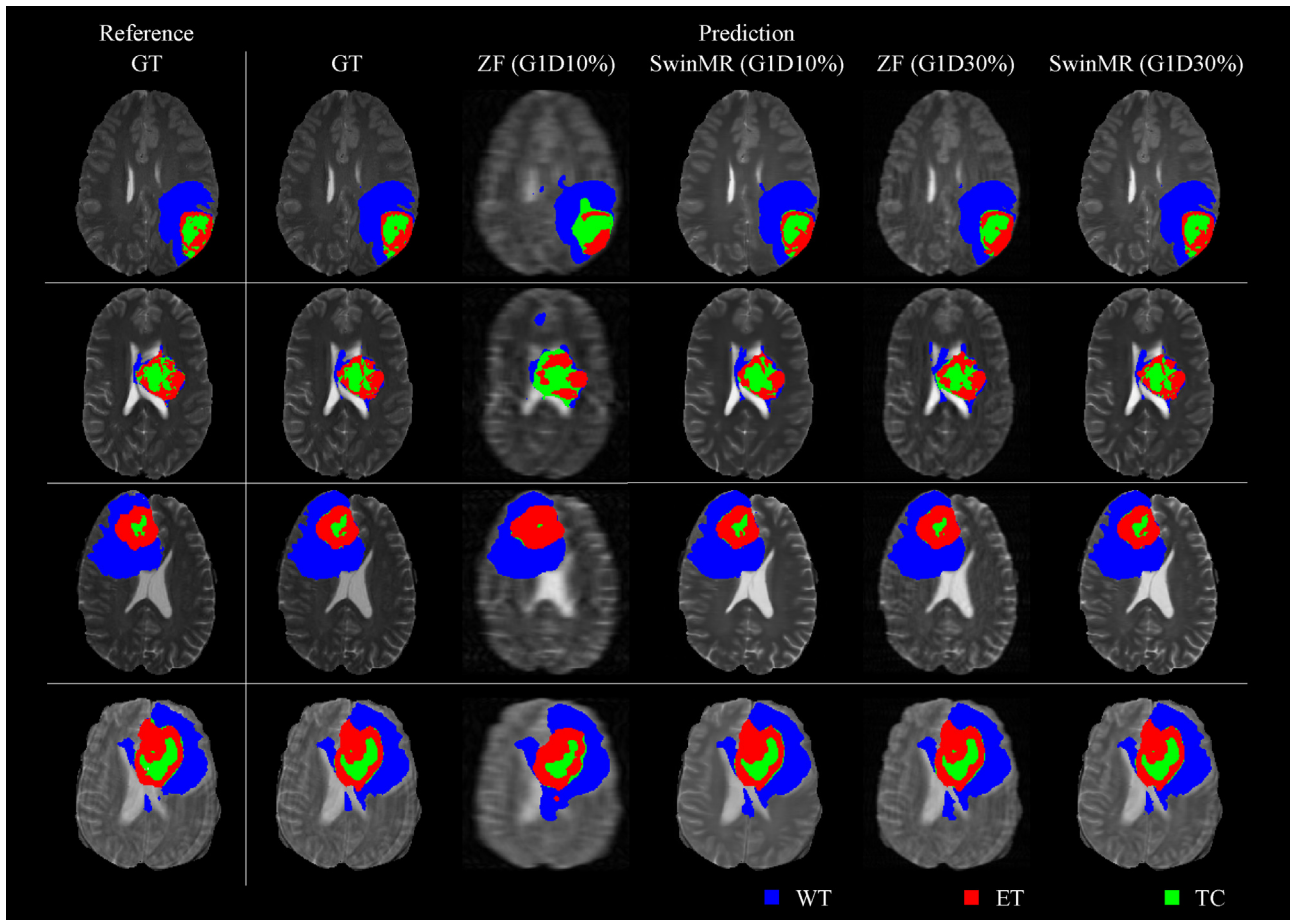 Reference Prediction
GT GT ZF (G1D10%) SwinMR (G1D10%) ZF (G1D30%) SwinMR (G1D30%)
WT ET TC